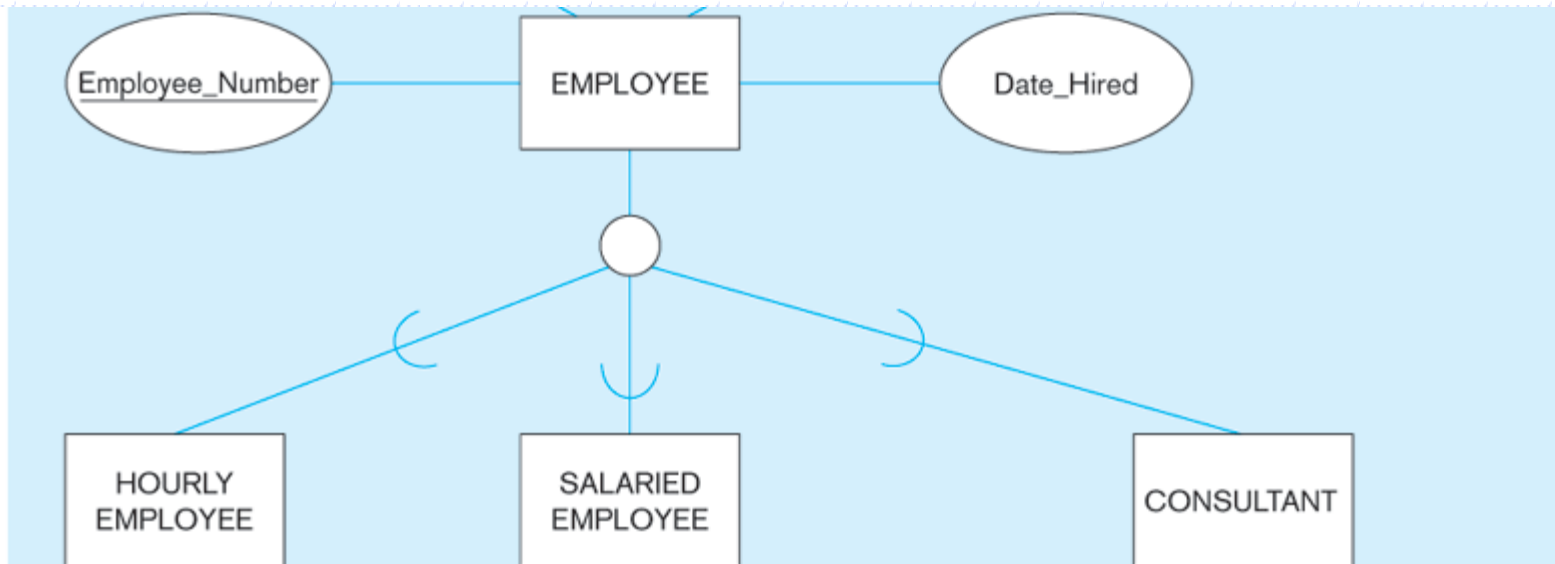 Employee_Number
EMPLOYEE
Date_Hired
HOURLY
EMPLOYEE
SALARIED
EMPLOYEE
CONSULTANT